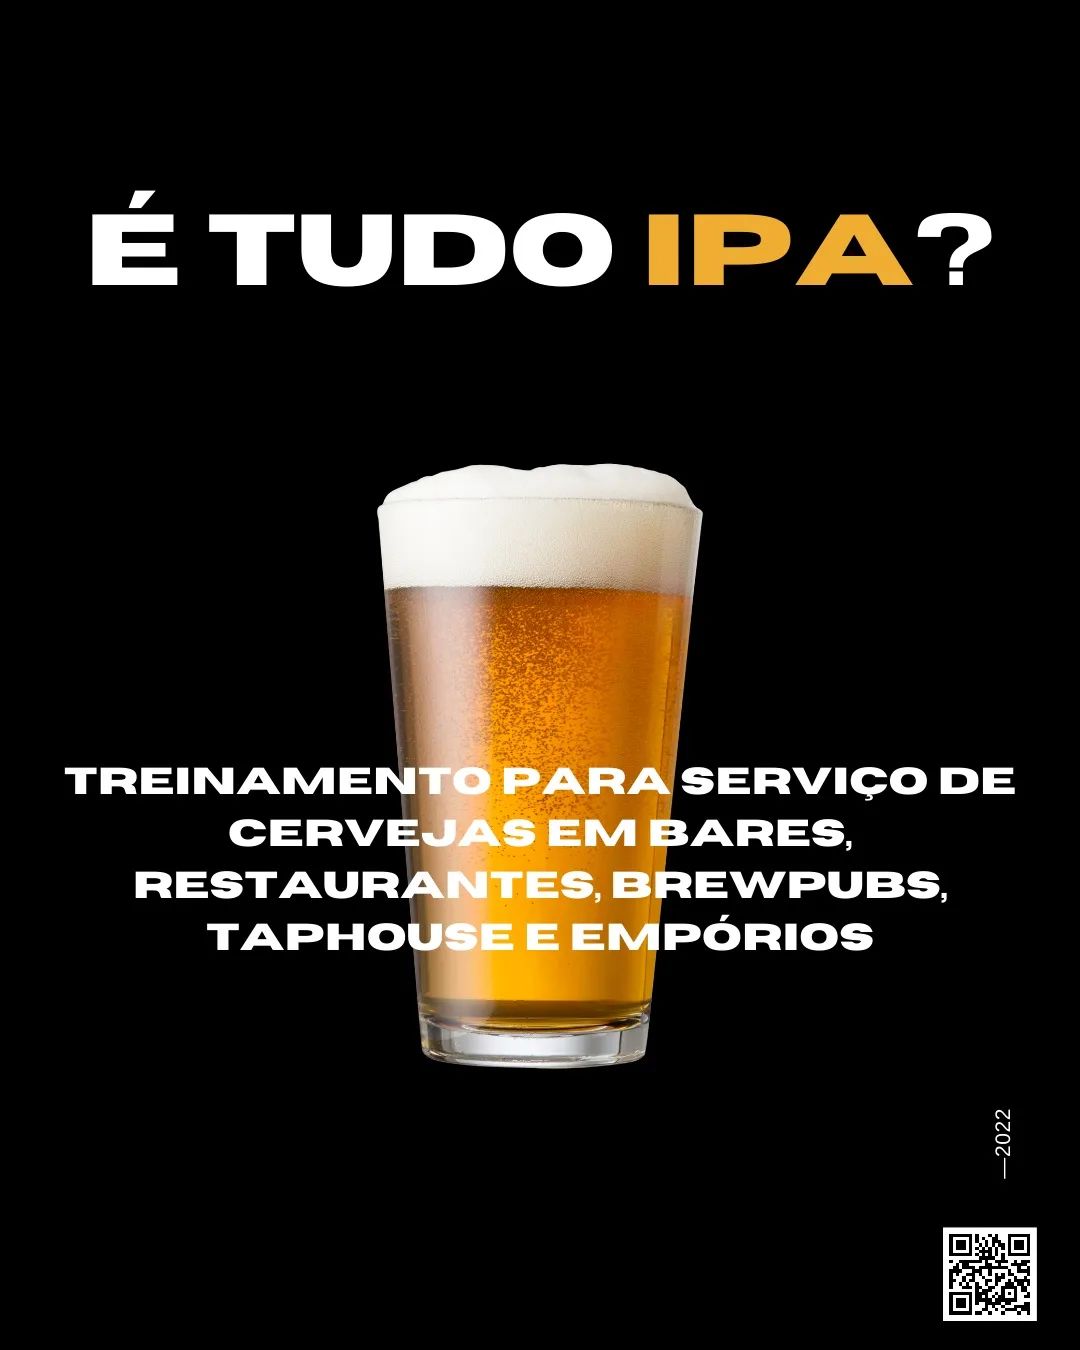 É TUDO IPA?
TREINAMENTO PARA SERVIÇO DE
CERVEJAS EM BARES,
RESTAURANTES, BREWPUBS,
TAPHOUSE E EMPÓRIOS
—2022